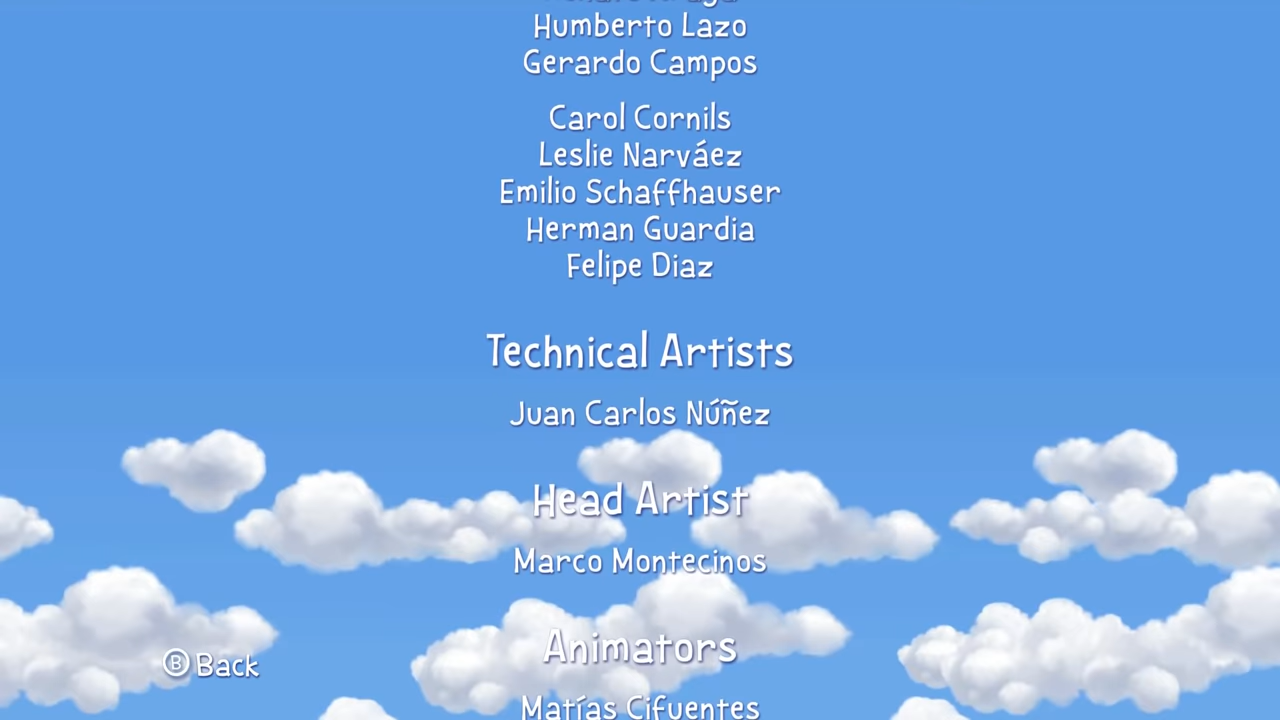 Humberto Lazo
Gerardo Campos
Carol Cornils
Leslie Narváez
Emilio Schaffhauser
Herman Guardia
Felipe Diaz
Technical Artists
Juan Carlos Núñez
Head Artist
Marco Montecinos
Animators
Ⓑ Back
Matías Cifuentes